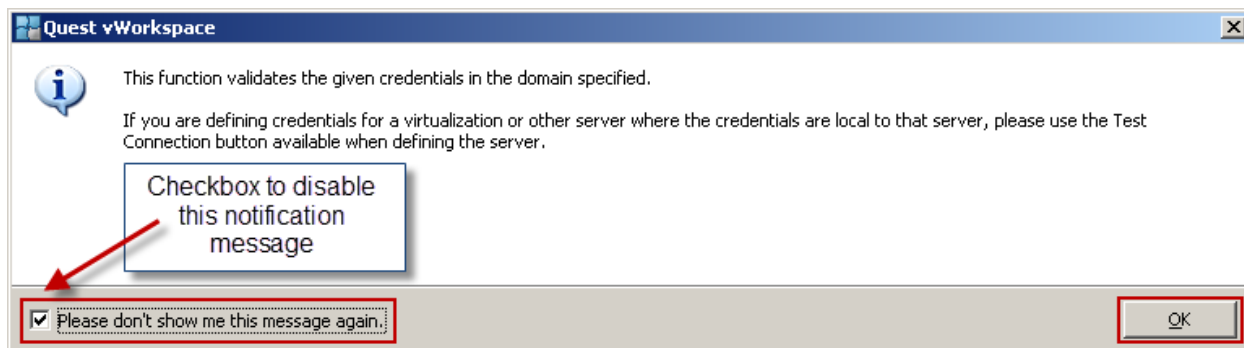 Quest vWorkspace
This function validates the given credentials in the domain specified.
If you are defining credentials for a virtualization or other server where the credentials are local to that server, please use the Test
Connection button available when defining the server.
Checkbox to disable
this notification
message
Please don't show me this message again.
OK